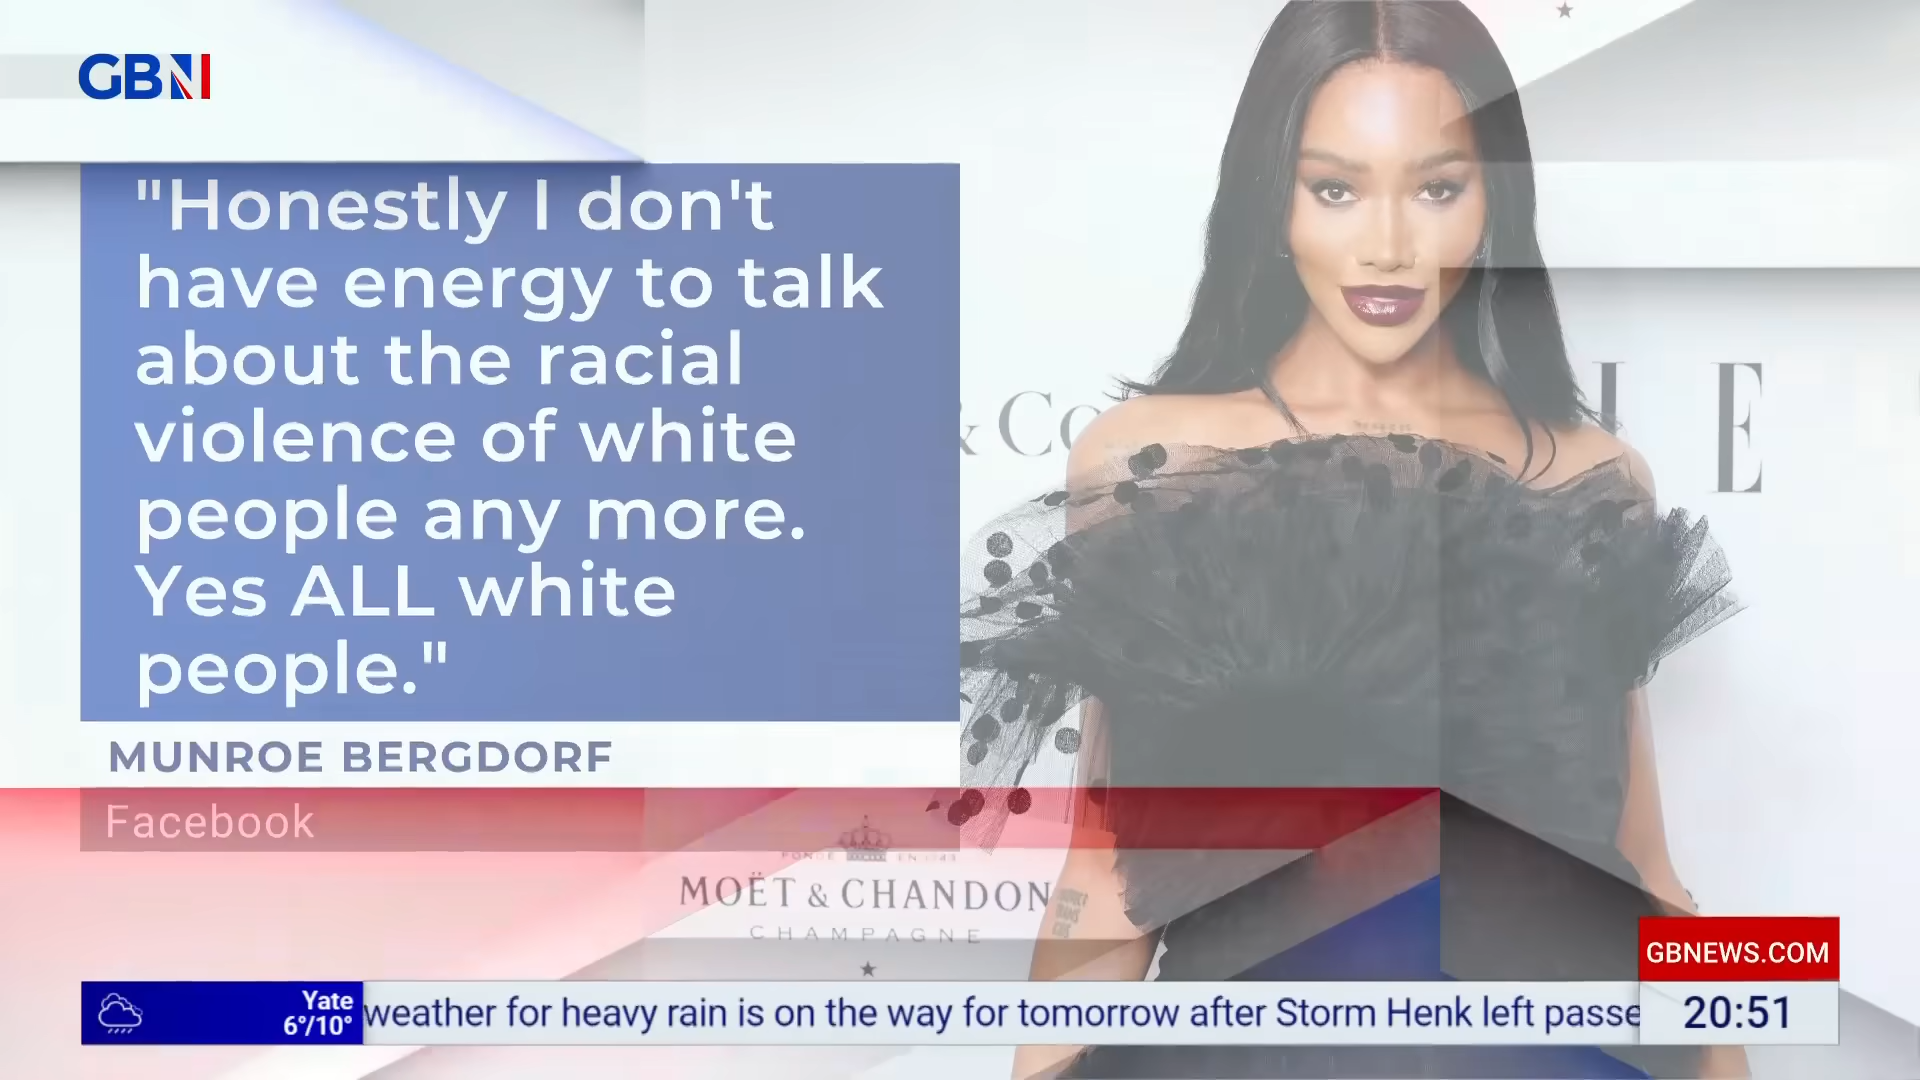 GBN
"Honestly I don't
have energy to talk
about the racial
violence of white
people any more.
Yes ALL white
people."
MUNROE BERGDORF
Facebook
& Co
E
MOËT & CHANDON
CHAMPAGNE
GBNEWS.COM
Yate
6°/10°
weather for heavy rain is on the way for tomorrow after Storm Henk left passe
20:51